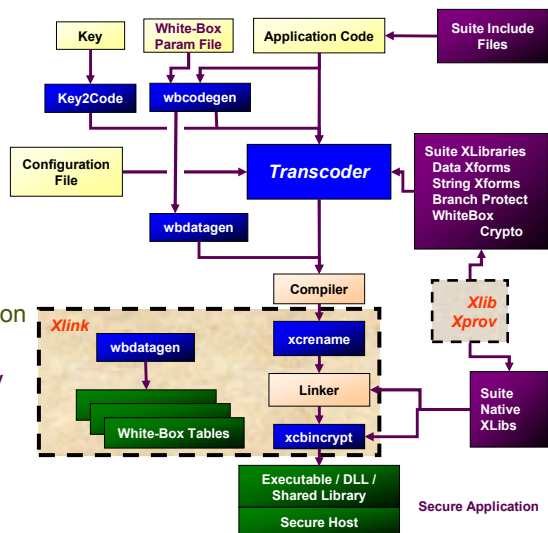 Key
White-Box
Param File
Application Code
Suite Include
Files
Key2Code
wbcodegen
Configuration
File
Transcoder
Suite XLibraries
Data Xforms
String Xforms
Branch Protect
WhiteBox
Crypto
wbdatagen
Compiler
Xlib
Xprov
on
Xlink
wbdatagen
xcrename
y
Linker
Suite
Native
XLibs
White-Box Tables
xcbincrypt
Executable / DLL /
Shared Library
Secure Application
Secure Host